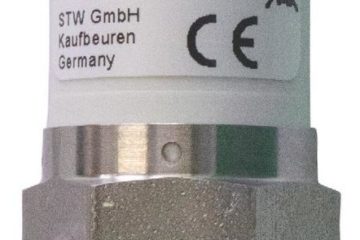 STW GmbH
Kaufbeuren
Germany
CE